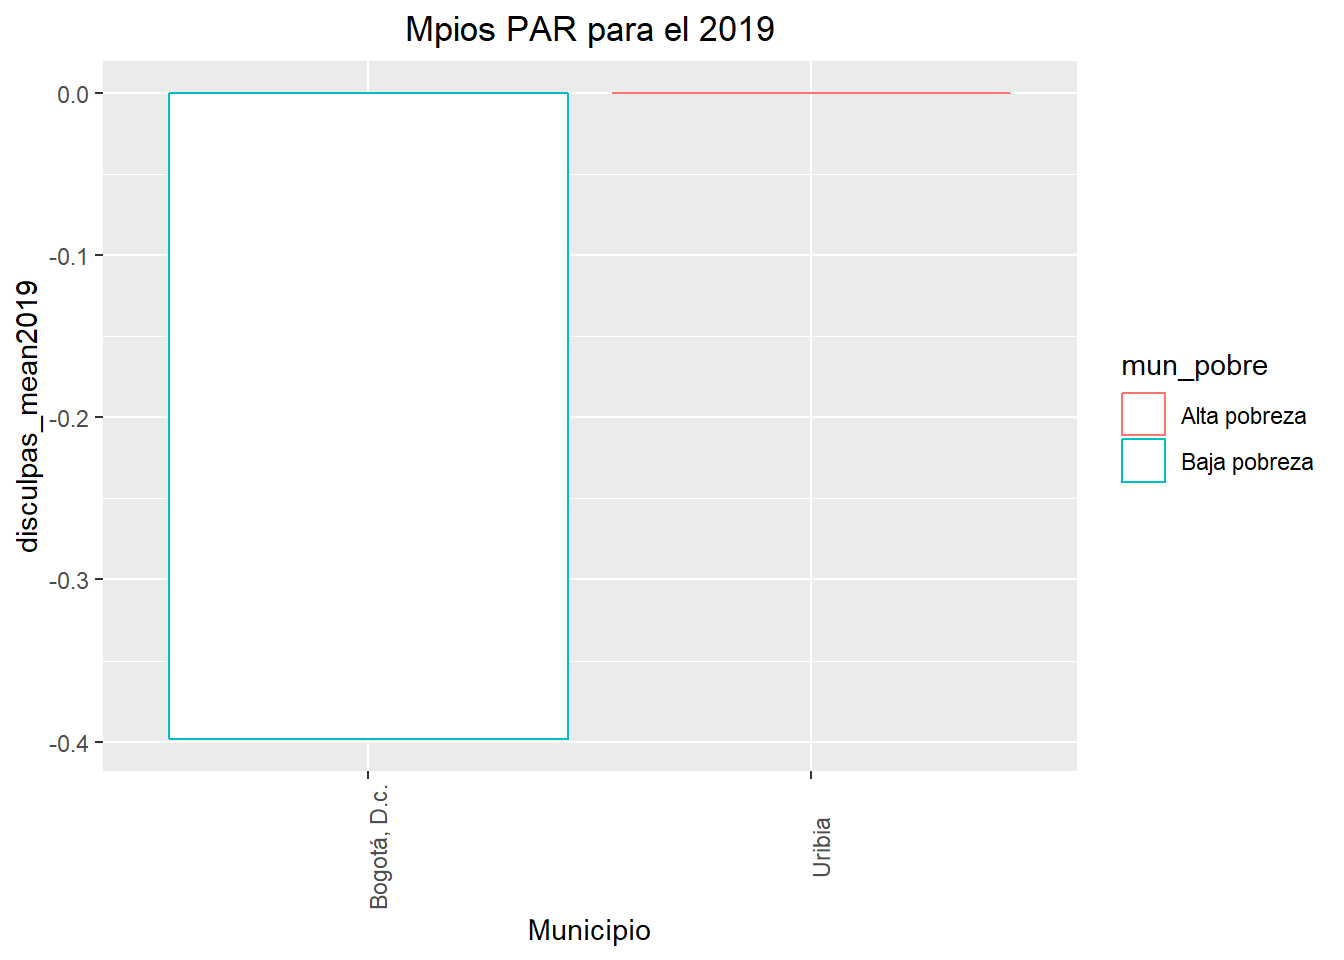 Mpios PAR para el 2019
disculpas_mean2019
0.0
-0.1
-0.2
-0.3
-0.4
Bogotá, D.c.
Uribia
Municipio
mun_pobre
Alta pobreza
Baja pobreza